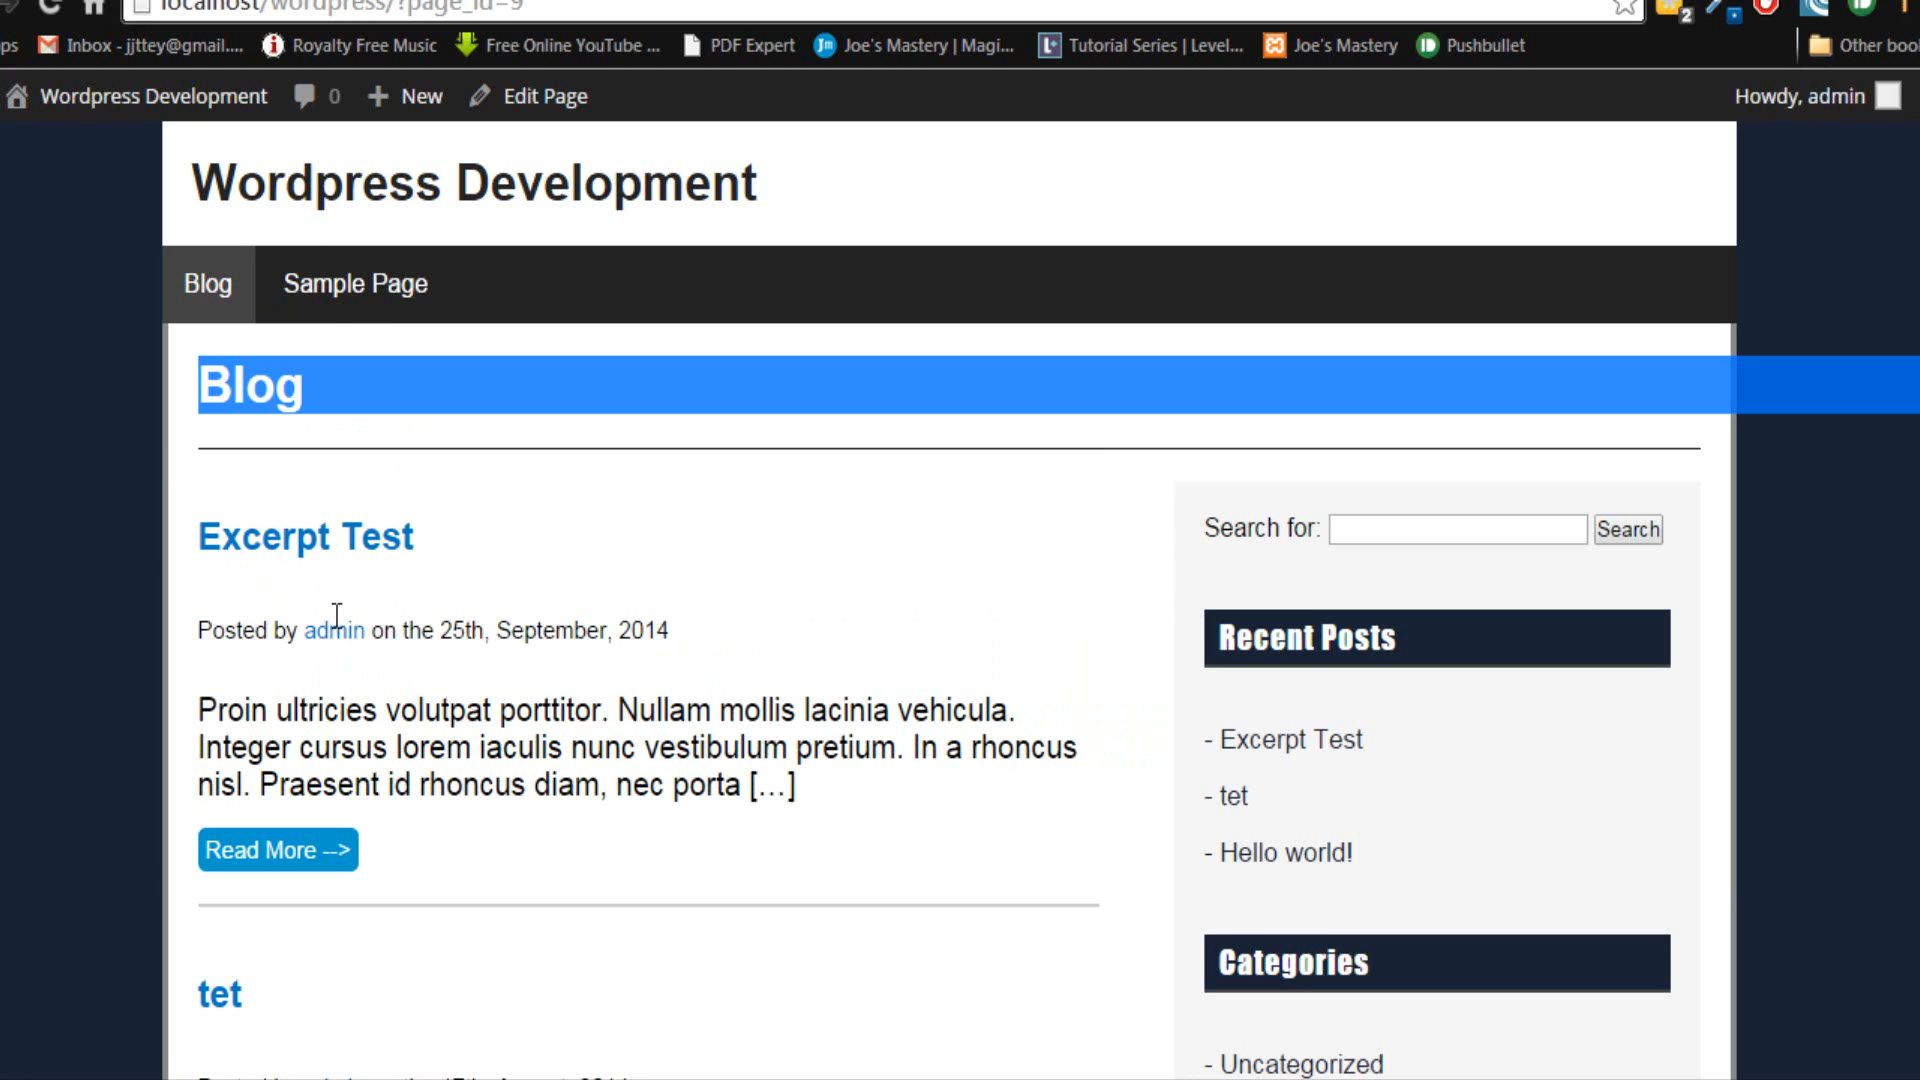 localhost/wordpress/?page_id=9
ps Inbox - jjttey@gmail.... Royalty Free Music Free Online YouTube ... PDF Expert Joe's Mastery | Magi... Tutorial Series | Level... Joe's Mastery Pushbullet Other boo
Wordpress Development 0 New Edit Page Howdy, admin
Wordpress Development
Blog Sample Page
Blog
Excerpt Test
Posted by admin on the 25th, September, 2014
Proin ultricies volutpat porttitor. Nullam mollis lacinia vehicula.
Integer cursus lorem iaculis nunc vestibulum pretium. In a rhoncus
nisl. Praesent id rhoncus diam, nec porta [...]
Read More -->
tet
Search for: Search
Recent Posts
- Excerpt Test
- tet
- Hello world!
Categories
- Uncategorized